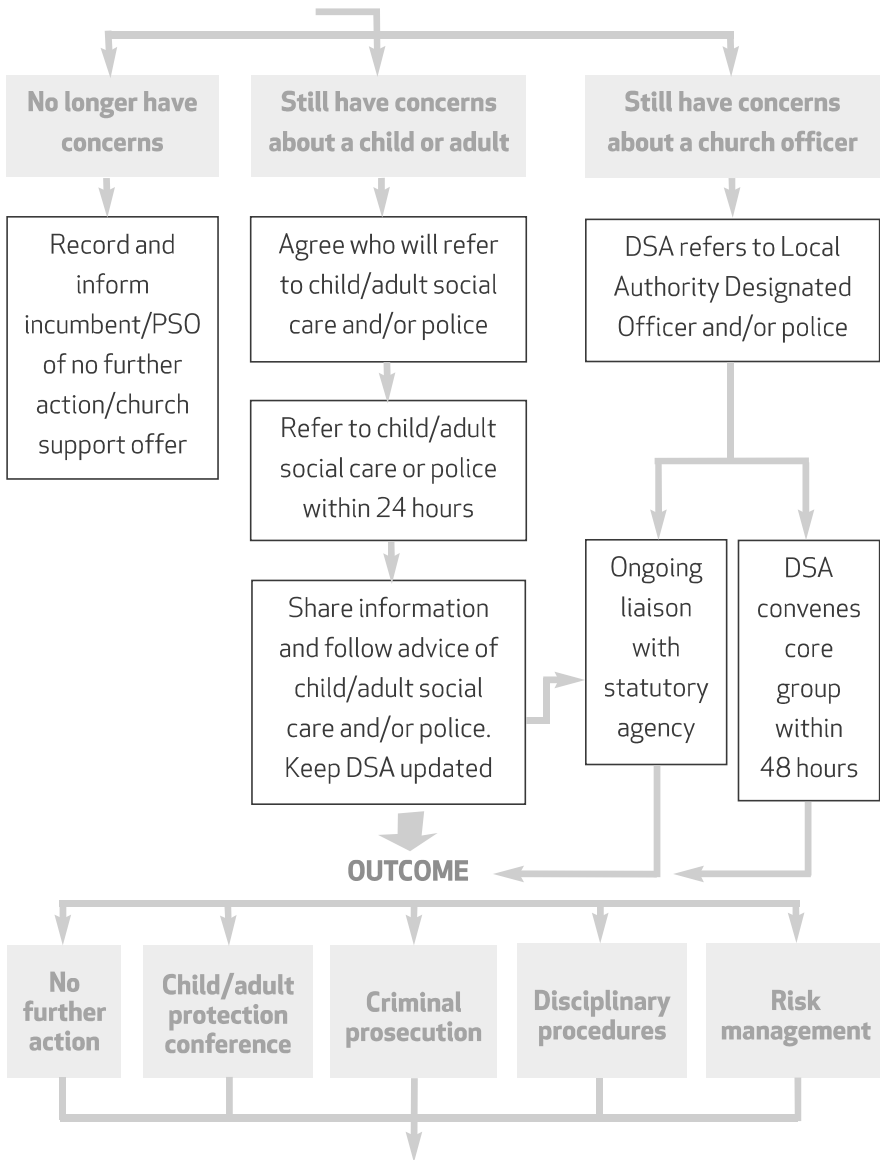 No longer have
concerns
Still have concerns
about a child or adult
Still have concerns
about a church officer
Record and
inform
incumbent/PSO
of no further
action/church
support offer
Agree who will refer
to child/adult social
care and/or police
DSA refers to Local
Authority Designated
Officer and/or police
Refer to child/adult
social care or police
within 24 hours
Share information
and follow advice of
child/adult social
care and/or police.
Keep DSA updated
Ongoing
liaison
with
statutory
agency
DSA
convenes
core
group
within
48 hours
OUTCOME
No
further
action
Child/adult
protection
conference
Criminal
prosecution
Disciplinary
procedures
Risk
management